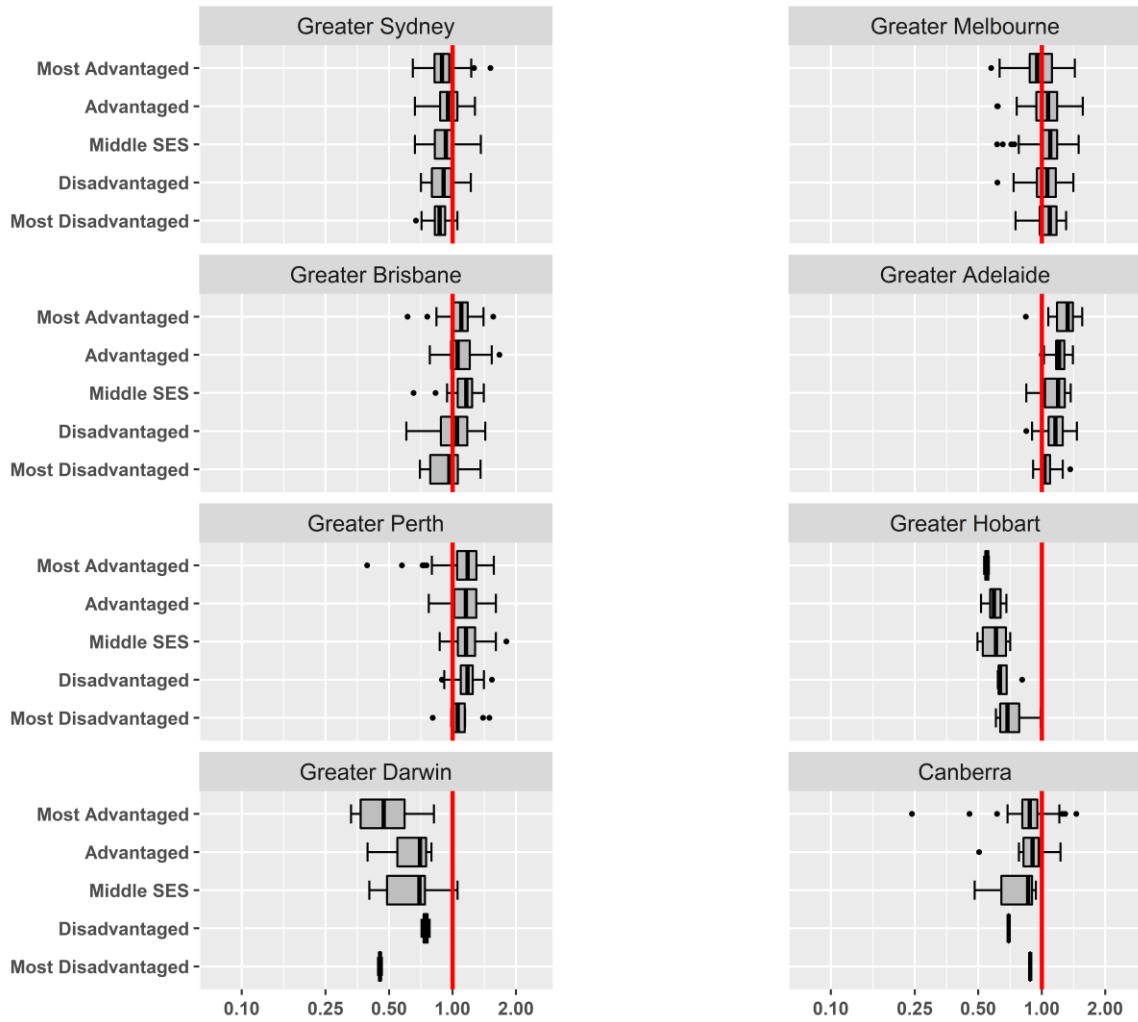 Greater Sydney
Greater Melbourne
Most Advantaged
Advantaged
Middle SES
Disadvantaged
Most Disadvantaged
Greater Brisbane
Greater Adelaide
Most Advantaged
Advantaged
Middle SES
Disadvantaged
Most Disadvantaged
Greater Perth
Greater Hobart
Most Advantaged
Advantaged
Middle SES
Disadvantaged
Most Disadvantaged
Greater Darwin
Canberra
Most Advantaged
Advantaged
Middle SES
Disadvantaged
Most Disadvantaged
0.10 0.25 0.50 1.00 2.00
0.10 0.25 0.50 1.00 2.00